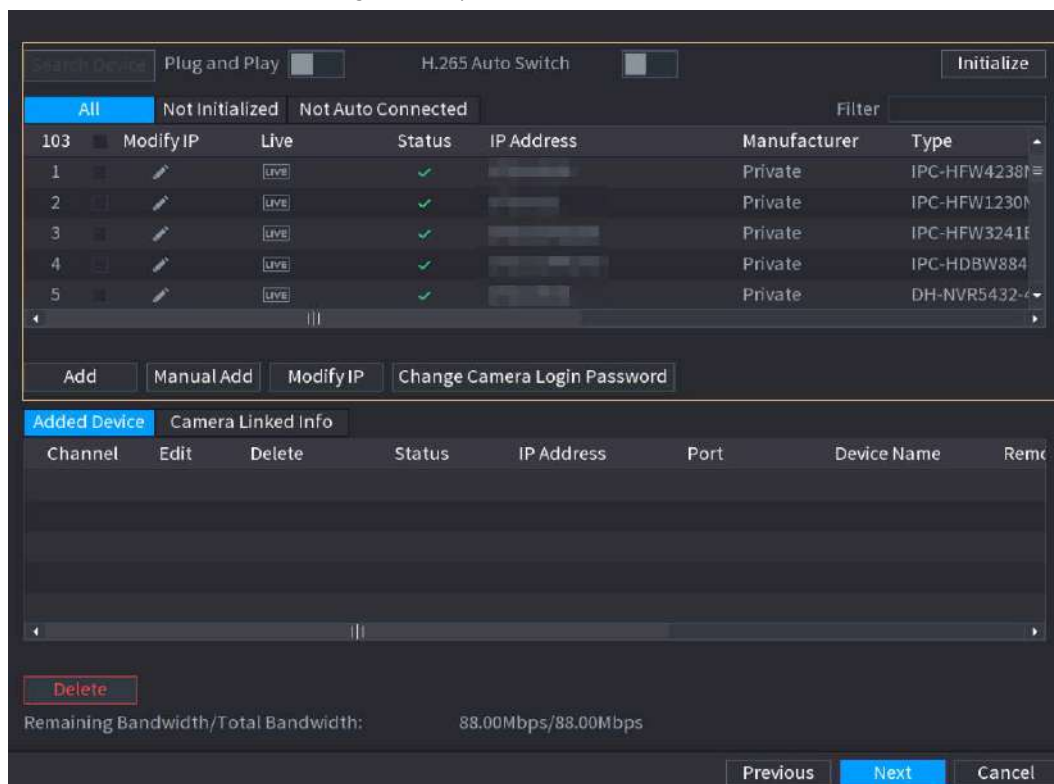 Search Device Plug and Play H.265 Auto Switch Initialize
All Not Initialized Not Auto Connected Filter
103 Modify IP Live Status IP Address Manufacturer Type
1 LIVE Private IPC-HFW4238
2 LIVE Private IPC-HFW1230
3 LIVE Private IPC-HFW3241E
4 LIVE Private IPC-HDBW884
5 LIVE Private DH-NVR5432-4
Add Manual Add Modify IP Change Camera Login Password
Added Device Camera Linked Info
Channel Edit Delete Status IP Address Port Device Name Remo
Delete
Remaining Bandwidth/Total Bandwidth: 88.00Mbps/88.00Mbps
Previous Next Cancel